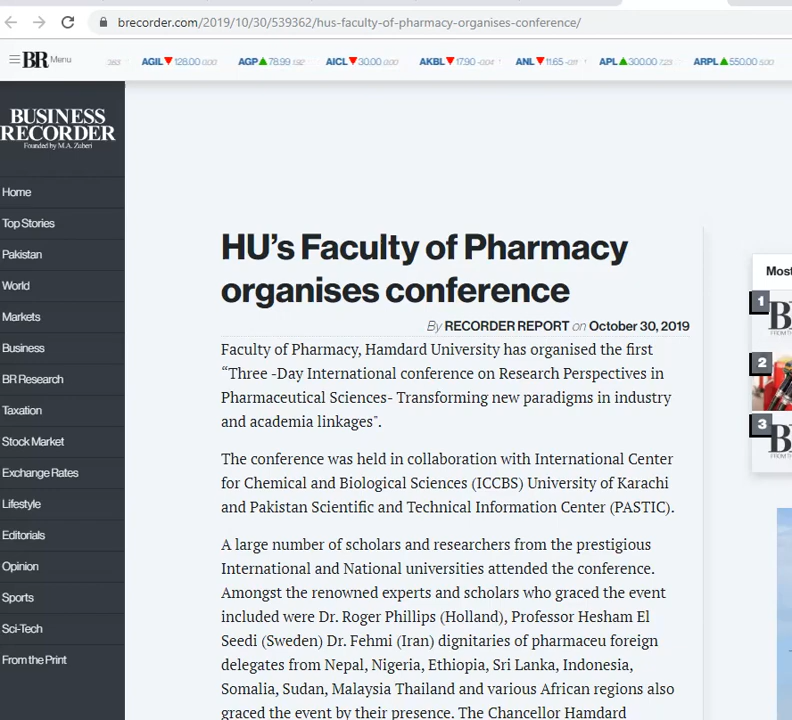 brecorder.com/2019/10/30/539362/hus-faculty-of-pharmacy-organises-conference/
BR Menu
AGIL 128.00 0.00 AGP 78.99 AICL 30.00 0.00 AKBL 17.90 ANL 11.65 APL 300.00 7.23 ARPL 550.00 5.00
BUSINESS
RECORDER
Founded by M.A. Zuberi
Home
Top Stories
Pakistan
World
Markets
Business
BR Research
Taxation
Stock Market
Exchange Rates
Lifestyle
Editorials
Opinion
Sports
Sci-Tech
From the Print
HU’s Faculty of Pharmacy
organises conference
By RECORDER REPORT on October 30, 2019
Faculty of Pharmacy, Hamdard University has organised the first
“Three -Day International conference on Research Perspectives in
Pharmaceutical Sciences- Transforming new paradigms in industry
and academia linkages".
The conference was held in collaboration with International Center
for Chemical and Biological Sciences (ICCBS) University of Karachi
and Pakistan Scientific and Technical Information Center (PASTIC).
A large number of scholars and researchers from the prestigious
International and National universities attended the conference.
Amongst the renowned experts and scholars who graced the event
included were Dr. Roger Phillips (Holland), Professor Hesham El
Seedi (Sweden) Dr. Fehmi (Iran) dignitaries of pharmaceu foreign
delegates from Nepal, Nigeria, Ethiopia, Sri Lanka, Indonesia,
Somalia, Sudan, Malaysia Thailand and various African regions also
graced the event by their presence. The Chancellor Hamdard
Most
1
2
3